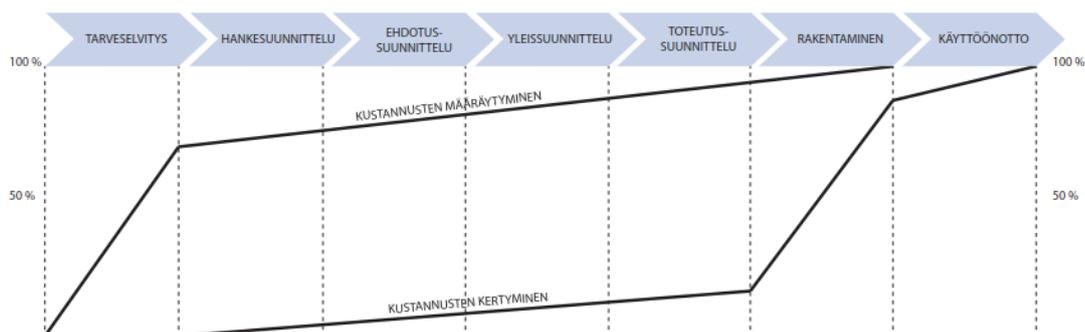 TARVESELVITYS
HANKESUUNNITTELU
EHDOTUS-
SUUNNITTELU
YLEISSUUNNITTELU
TOTEUTUS-
SUUNNITTELU
RAKENTAMINEN
KÄYTTÖÖNOTTO
100 %
100 %
KUSTANNUSTEN MÄÄRÄYTYMINEN
50 %
50 %
KUSTANNUSTEN KERTYMINEN